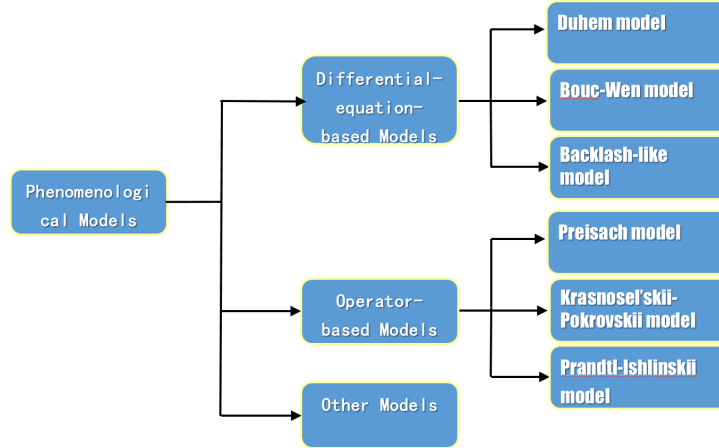 Phenomenologi
cal Models
Differential-
equation-
based Models
Duhem model
Bouc-Wen model
Backlash-like
model
Operator-
based Models
Preisach model
Krasnosel'skii-
Pokrovskii model
Prandtl-Ishlinskii
model
Other Models